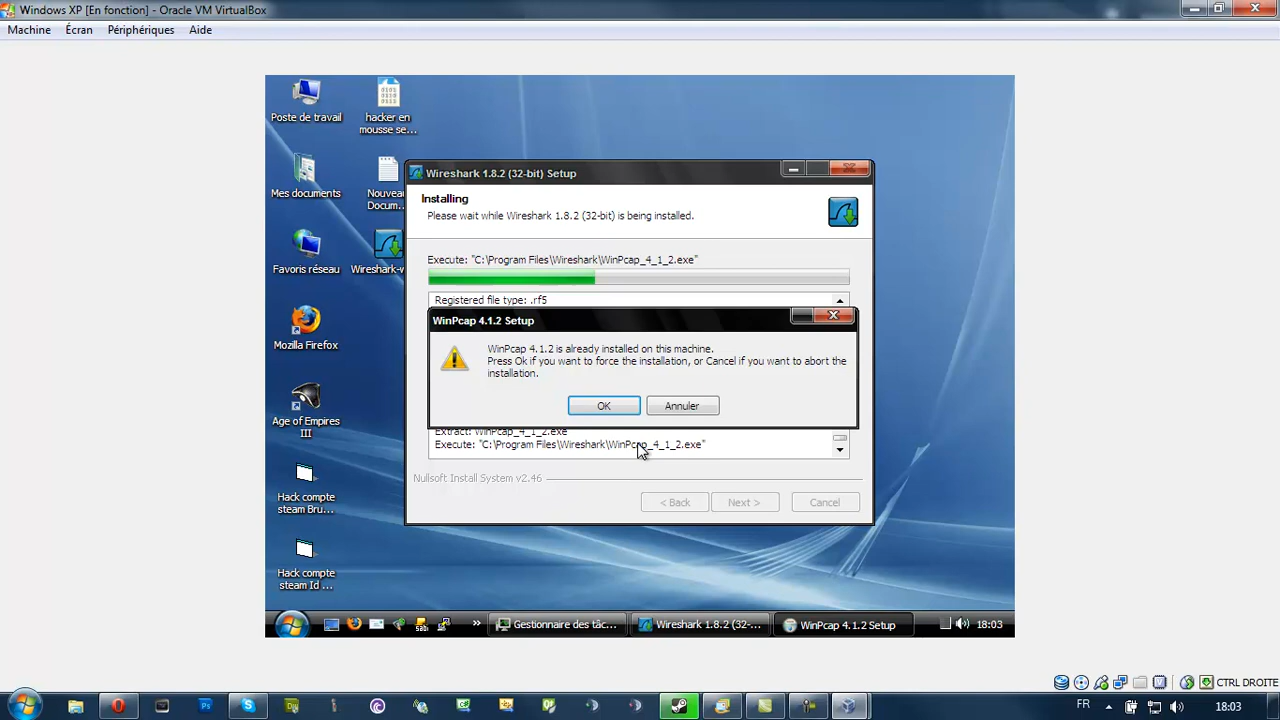 Windows XP [En fonction] - Oracle VM VirtualBox
Machine Écran Périphériques Aide
Poste de travail
hacker en
mousse se...
Mes documents
Nouveau
Docum...
Favoris réseau
Wireshark-w
Mozilla Firefox
Age of Empires
III
Hack compte
steam Bru...
Hack compte
steam Id ...
Wireshark 1.8.2 (32-bit) Setup
Installing
Please wait while Wireshark 1.8.2 (32-bit) is being installed.
Execute: "C:\Program Files\Wireshark\WinPcap_4_1_2.exe"
Registered file type: .rf5
WinPcap 4.1.2 Setup
WinPcap 4.1.2 is already installed on this machine.
Press Ok if you want to force the installation, or Cancel if you want to abort the
installation.
OK Annuler
Extract: WinPcap_4_1_2.exe
Execute: "C:\Program Files\Wireshark\WinPcap_4_1_2.exe"
Nullsoft Install System v2.46
< Back Next > Cancel
Gestionnaire des tâc... Wireshark 1.8.2 (32-... WinPcap 4.1.2 Setup 18:03
CTRL DROITE
FR 18:03